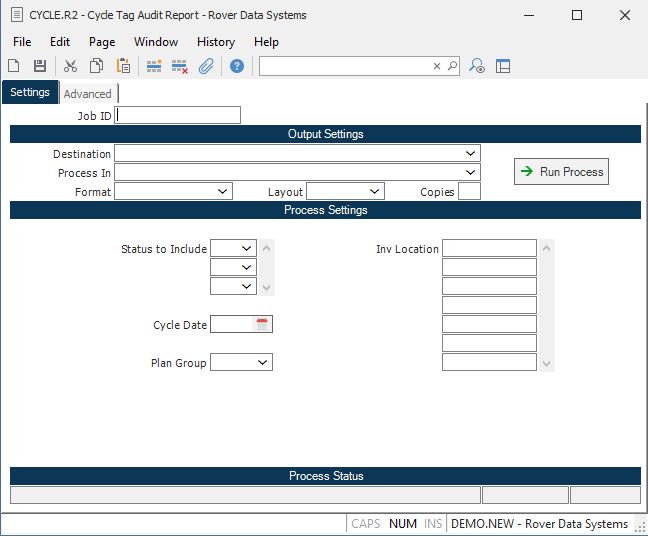 CYCLE.R2 - Cycle Tag Audit Report - Rover Data Systems
File Edit Page Window History Help
Settings Advanced
Job ID
Output Settings
Destination
Process In
Run Process
Format Layout Copies
Process Settings
Status to Include Inv Location
Cycle Date
Plan Group
Process Status
CAPS NUM INS DEMO.NEW - Rover Data Systems